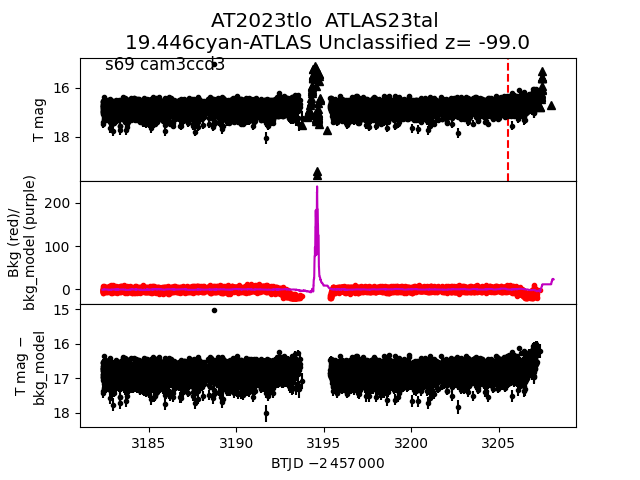 AT2023tlo  ATLAS23tal
19.446cyan-ATLAS Unclassified z= -99.0
s69 cam3ccd3
T mag
16
18
Bkg (red)/
bkg_model (purple)
200
100
0
T mag −
bkg_model
15
16
17
18
3185
3190
3195
3200
3205
BTJD −2 457 000